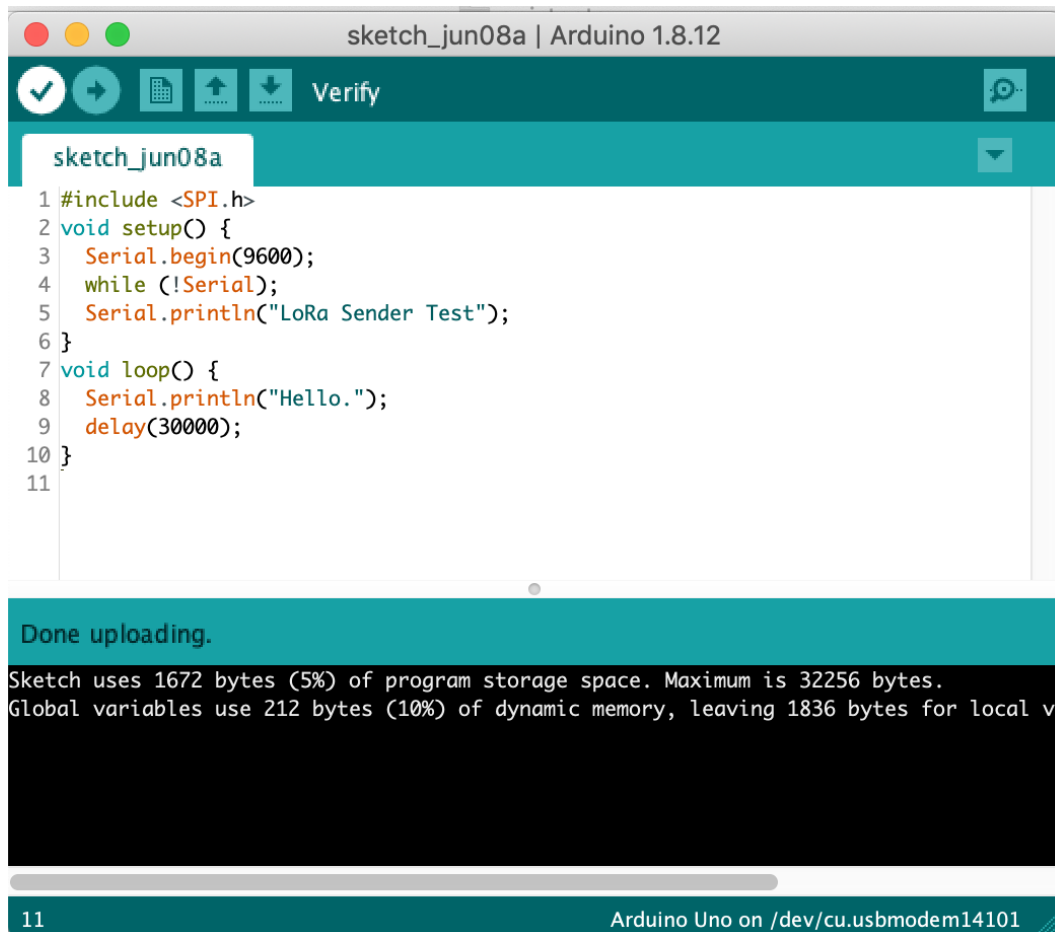 sketch_jun08a | Arduino 1.8.12
Verify
sketch_jun08a
1 #include <SPI.h>
2 void setup() {
3   Serial.begin(9600);
4   while (!Serial);
5   Serial.println("LoRa Sender Test");
6 }
7 void loop() {
8   Serial.println("Hello.");
9   delay(30000);
10 }
11
Done uploading.
Sketch uses 1672 bytes (5%) of program storage space. Maximum is 32256 bytes.
Global variables use 212 bytes (10%) of dynamic memory, leaving 1836 bytes for local v
11 Arduino Uno on /dev/cu.usbmodem14101